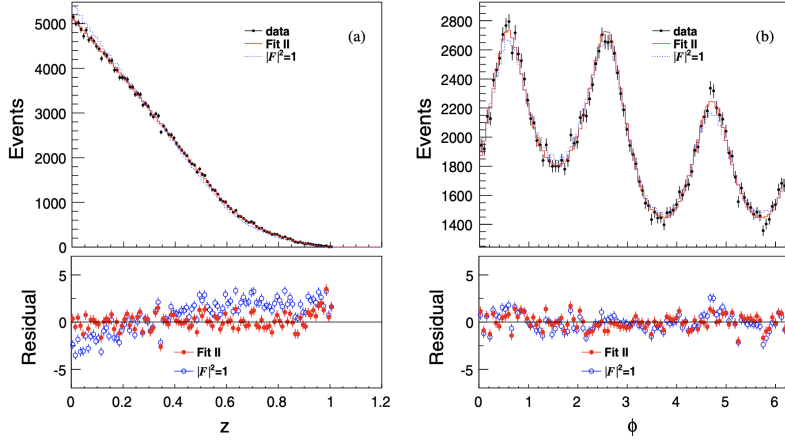 5000
4000
3000
2000
1000
0
Events
data
Fit II
|F|²=1
(a)
5
0
-5
Residual
Fit II
|F|²=1
0
0.2
0.4
0.6
0.8
1
1.2
z
2800
2600
2400
2200
2000
1800
1600
1400
Events
data
Fit II
|F|²=1
(b)
5
0
-5
Residual
Fit II
|F|²=1
0
1
2
3
4
5
6
ϕ